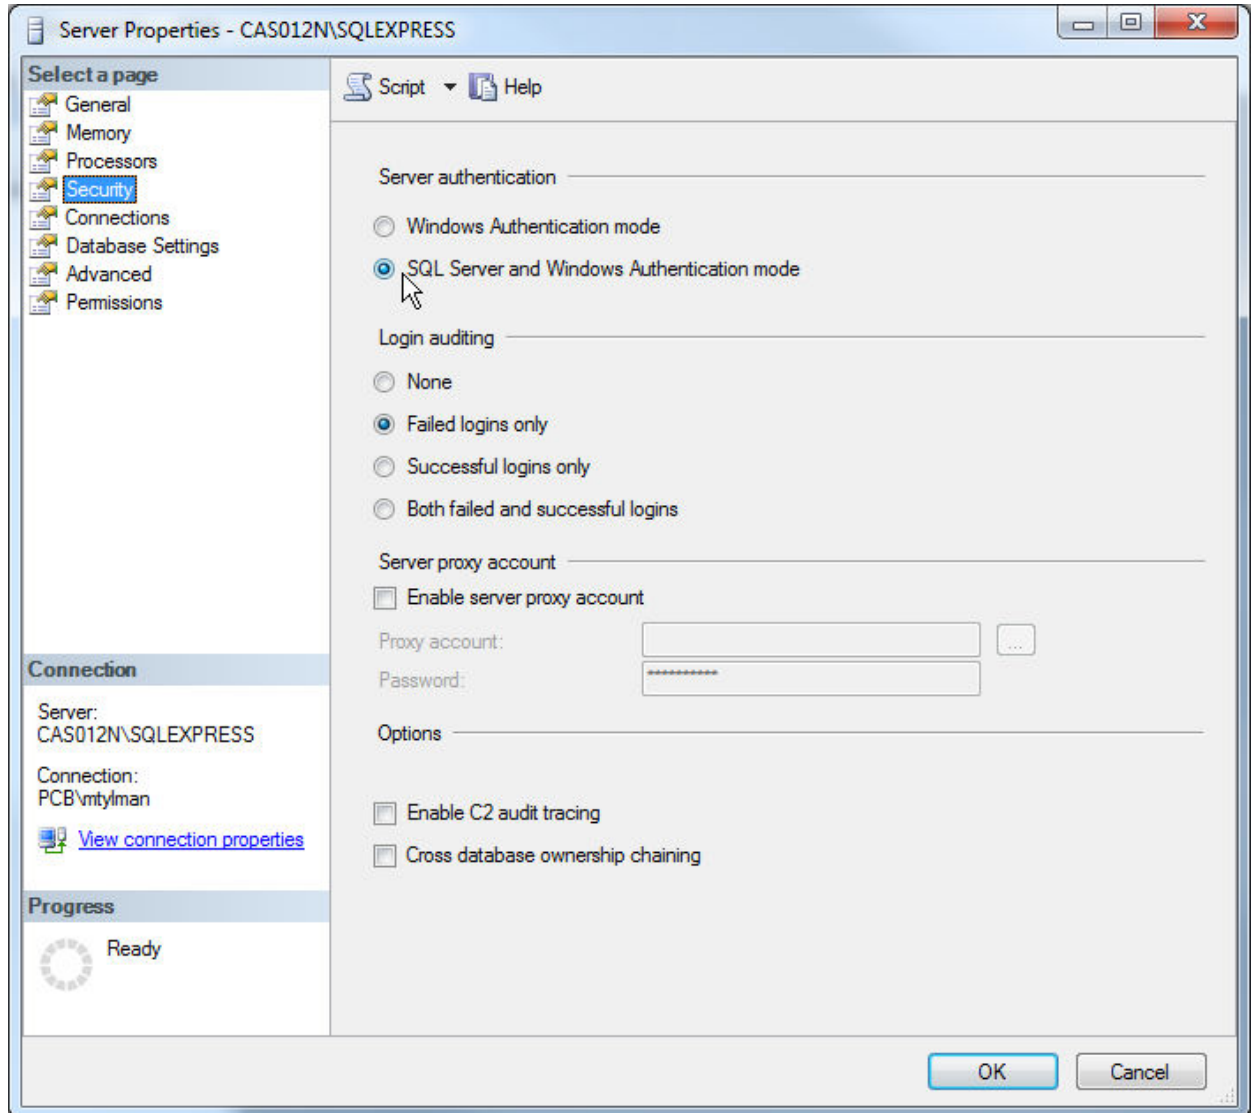 Server Properties - CAS012N\SQLEXPRESS
Select a page
General
Memory
Processors
Security
Connections
Database Settings
Advanced
Permissions
Script
Help
Server authentication
Windows Authentication mode
SQL Server and Windows Authentication mode
Login auditing
None
Failed logins only
Successful logins only
Both failed and successful logins
Server proxy account
Enable server proxy account
Proxy account:
...
Password:
**********
Options
Enable C2 audit tracing
Cross database ownership chaining
Connection
Server:
CAS012N\SQLEXPRESS
Connection:
PCB\mtylman
View connection properties
Progress
Ready
OK
Cancel